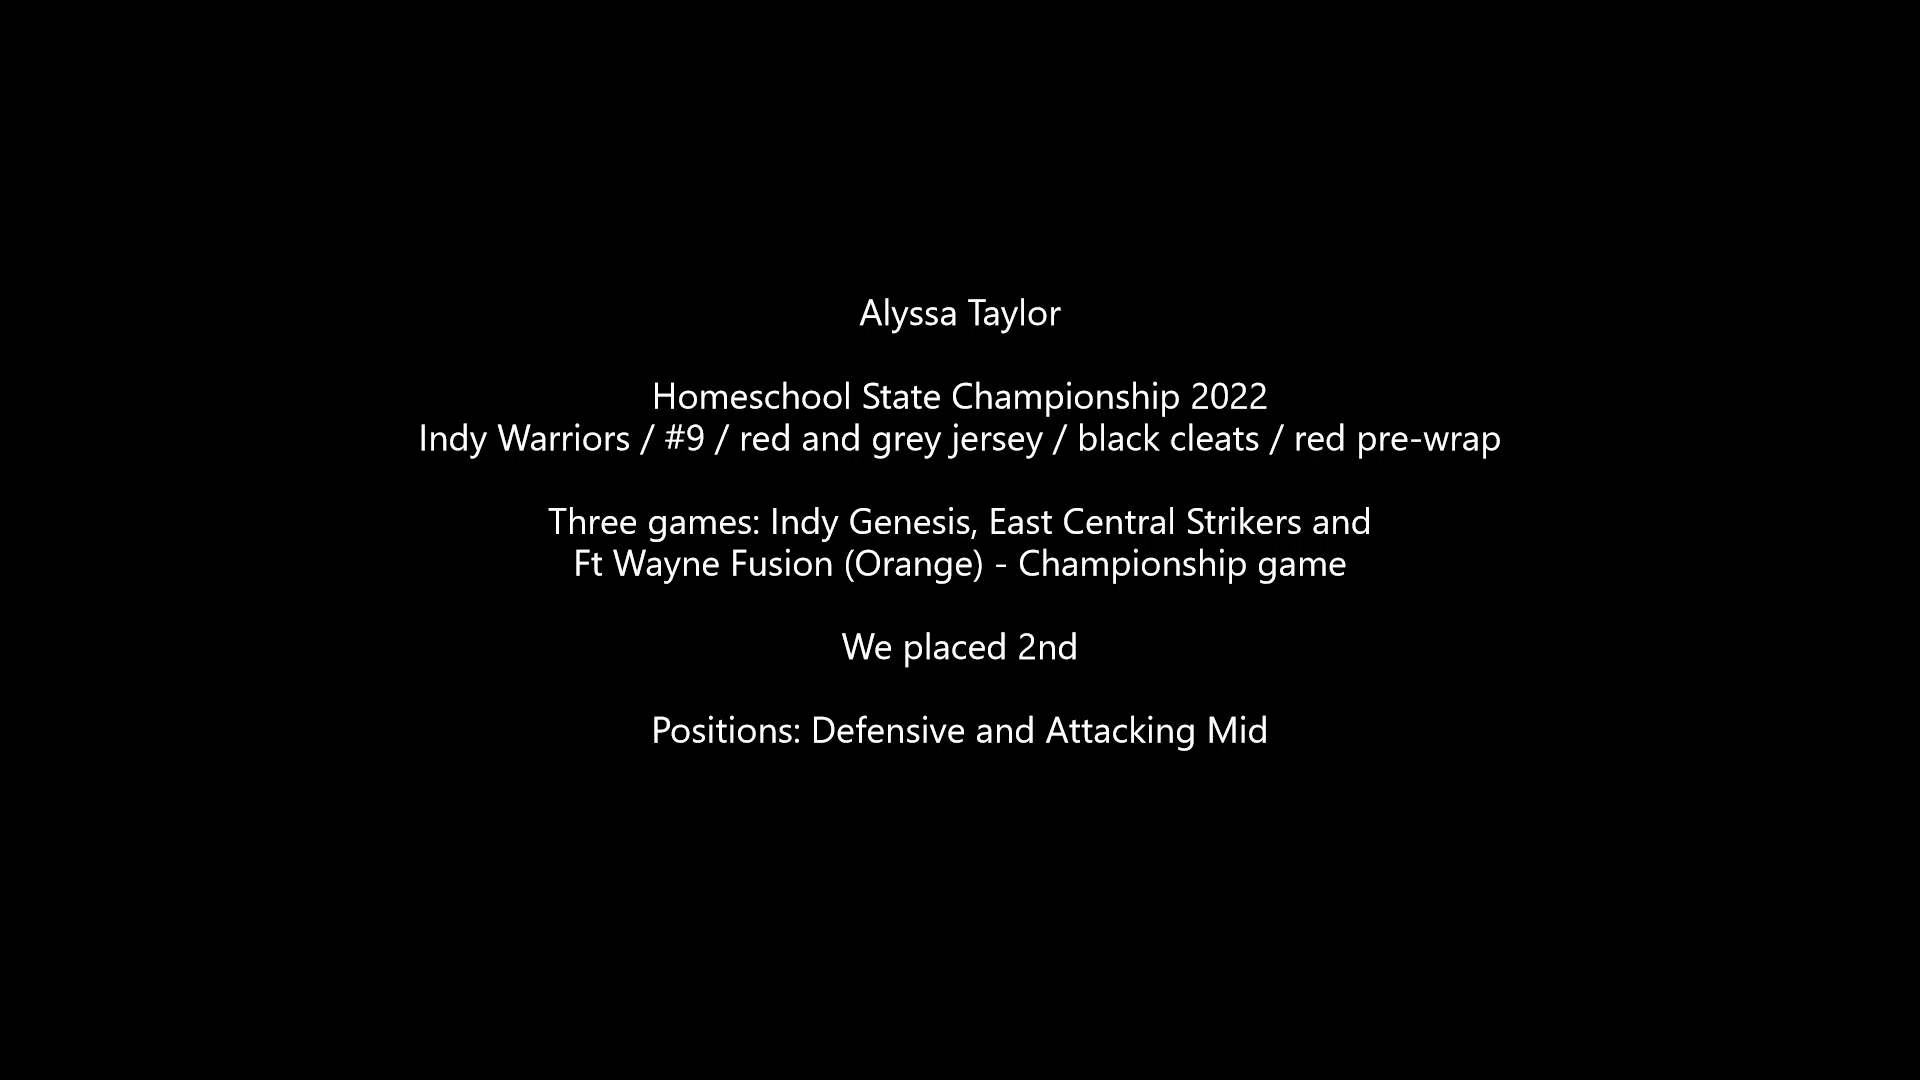 Alyssa Taylor
Homeschool State Championship 2022
Indy Warriors / #9 / red and grey jersey / black cleats / red pre-wrap
Three games: Indy Genesis, East Central Strikers and
Ft Wayne Fusion (Orange) - Championship game
We placed 2nd
Positions: Defensive and Attacking Mid